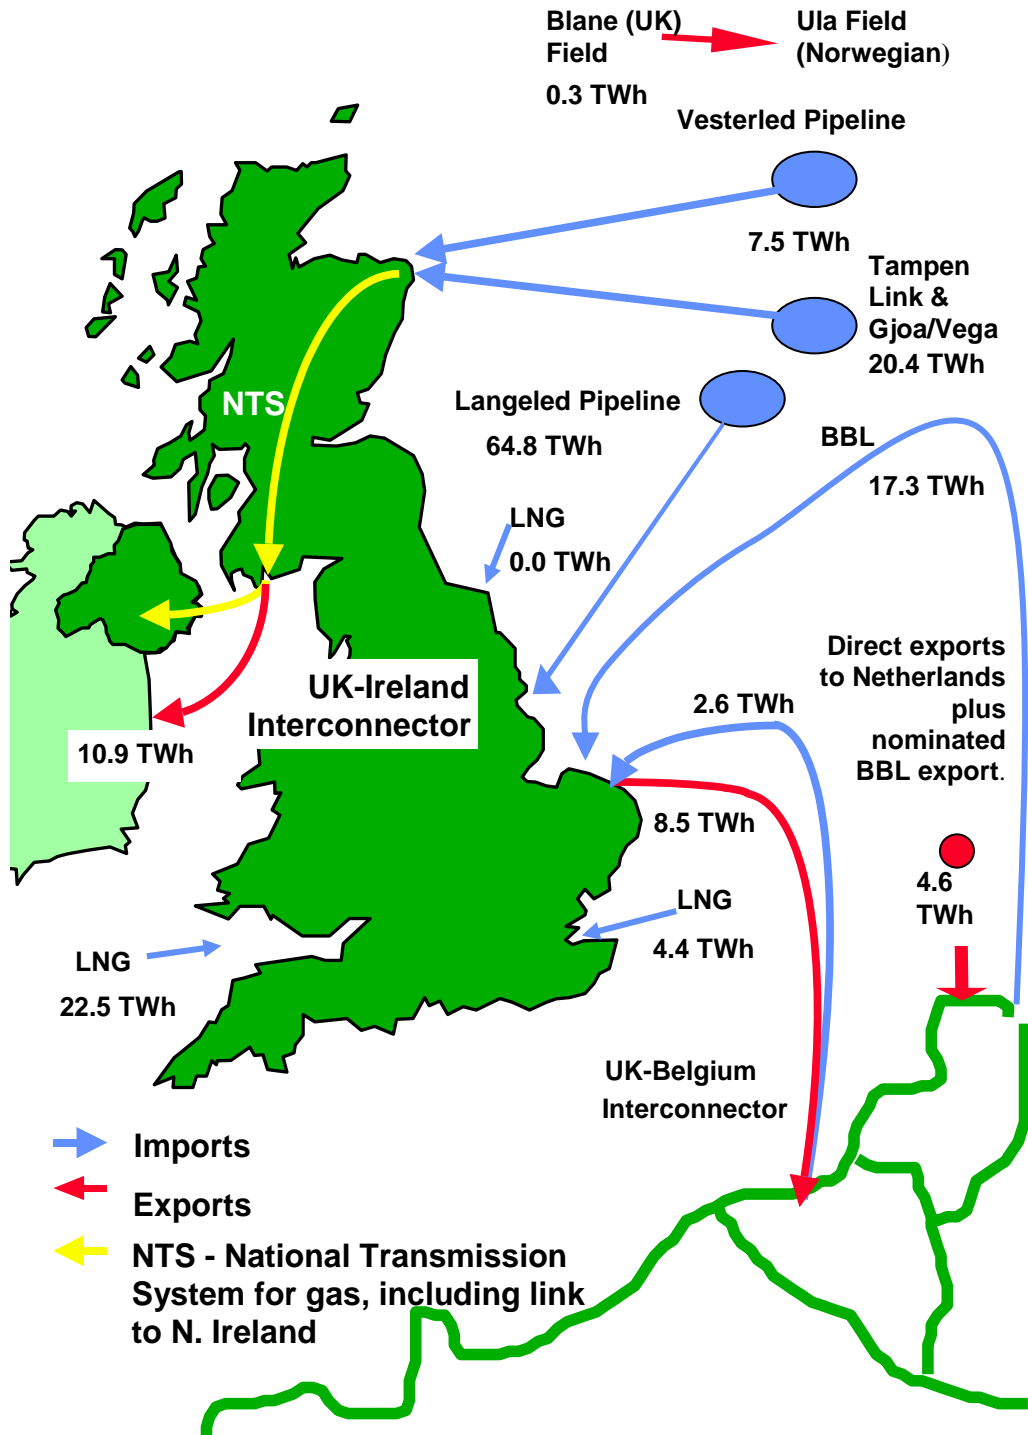 Blane (UK)
Field
0.3 TWh
Ula Field
(Norwegian)
Vesterled Pipeline
7.5 TWh
Tampen
Link &
Gjoa/Vega
20.4 TWh
Langeled Pipeline
64.8 TWh
BBL
17.3 TWh
NTS
LNG
0.0 TWh
UK-Ireland
Interconnector
10.9 TWh
2.6 TWh
Direct exports
to Netherlands
plus
nominated
BBL export.
8.5 TWh
4.6
TWh
LNG
4.4 TWh
LNG
22.5 TWh
UK-Belgium
Interconnector
Imports
Exports
NTS - National Transmission
System for gas, including link
to N. Ireland